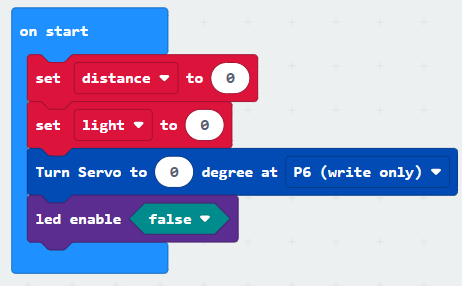 on start
set distance to 0
set light to 0
Turn Servo to 0 degree at P6 (write only)
led enable false